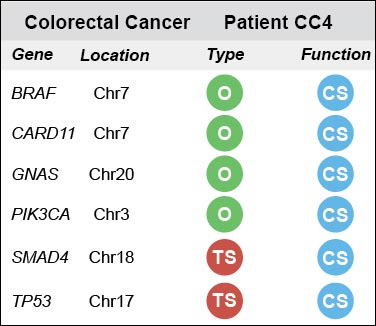 Colorectal Cancer Patient CC4
Gene Location Type Function
BRAF Chr7 O CS
CARD11 Chr7 O CS
GNAS Chr20 O CS
PIK3CA Chr3 O CS
SMAD4 Chr18 TS CS
TP53 Chr17 TS CS